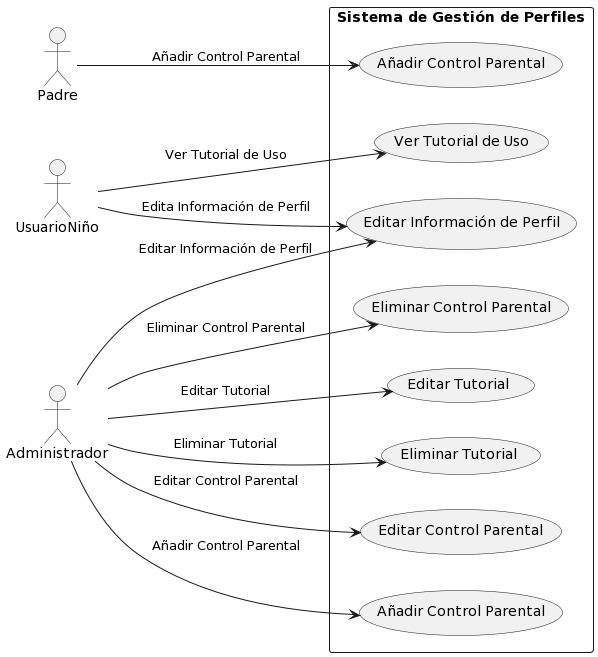 Sistema de Gestión de Perfiles
Añadir Control Parental
Añadir Control Parental
Padre
Ver Tutorial de Uso
Ver Tutorial de Uso
Edita Información de Perfil
Editar Información de Perfil
UsuarioNiño
Editar Información de Perfil
Eliminar Control Parental
Eliminar Control Parental
Editar Tutorial
Editar Tutorial
Eliminar Tutorial
Eliminar Tutorial
Administrador
Editar Control Parental
Editar Control Parental
Añadir Control Parental
Añadir Control Parental